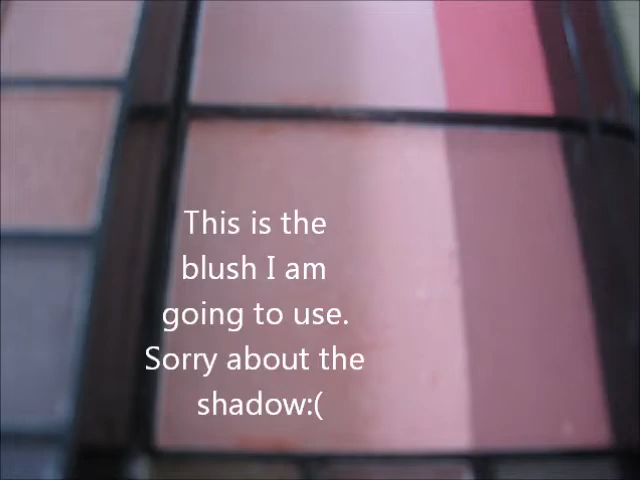 This is the
blush I am
going to use.
Sorry about the
shadow:(